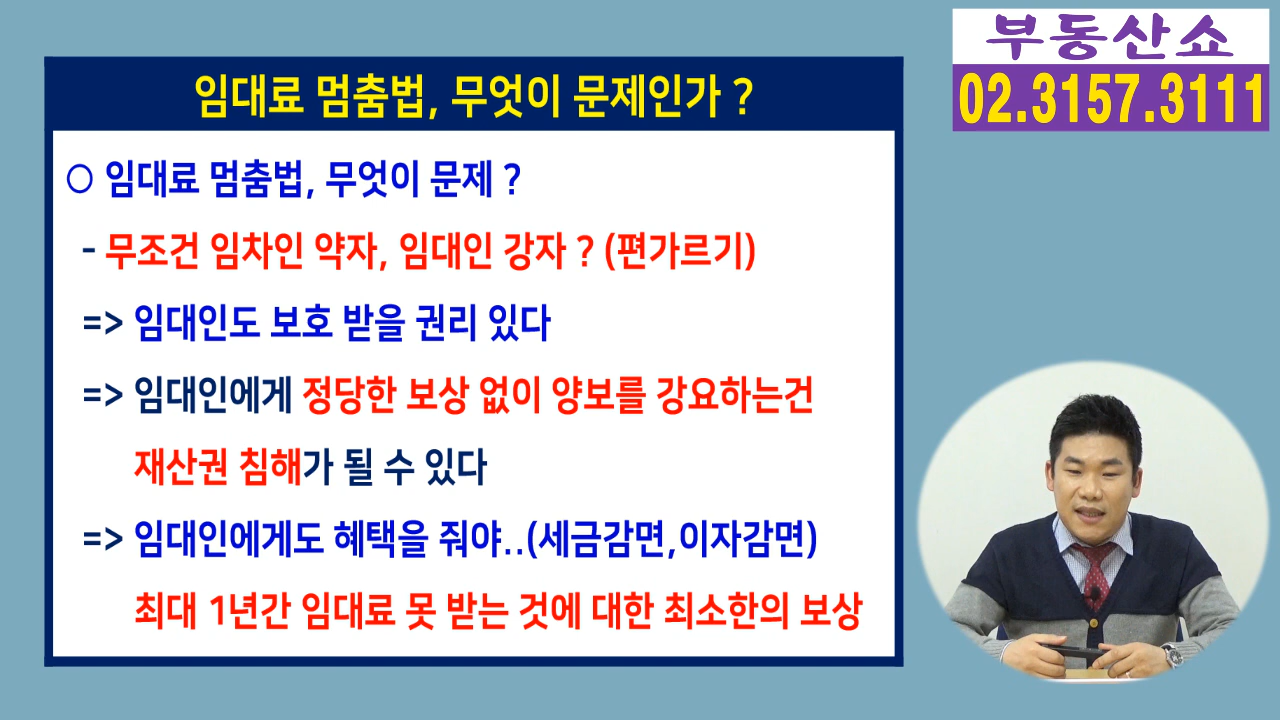 부동산쇼
02.3157.3111
임대료 멈춤법, 무엇이 문제인가 ?
○ 임대료 멈춤법, 무엇이 문제 ?
- 무조건 임차인 약자, 임대인 강자 ? (편가르기)
=> 임대인도 보호 받을 권리 있다
=> 임대인에게 정당한 보상 없이 양보를 강요하는건
재산권 침해가 될 수 있다
=> 임대인에게도 혜택을 줘야..(세금감면,이자감면)
최대 1년간 임대료 못 받는 것에 대한 최소한의 보상